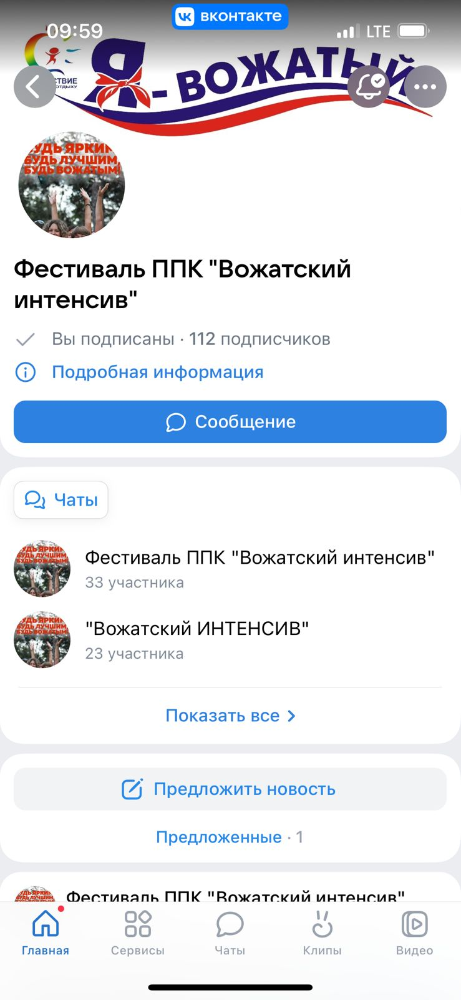 вконтакте
09:59
LTE
Я - ВОЖАТЫЙ
СТВИЕ
ОТДЫХУ
БУДЬ ЯРКИМ
БУДЬ ЛУЧШИМ,
БУДЬ ВОЖАТЫМ!
Фестиваль ППК "Вожатский
интенсив"
Вы подписаны · 112 подписчиков
Подробная информация
Сообщение
Чаты
Фестиваль ППК "Вожатский интенсив"
33 участника
"Вожатский ИНТЕНСИВ"
23 участника
Показать все
Предложить новость
Предложенные · 1
Фестиваль ППК "Вожатский интенсив"
Главная
Сервисы
Чаты
Клипы
Видео